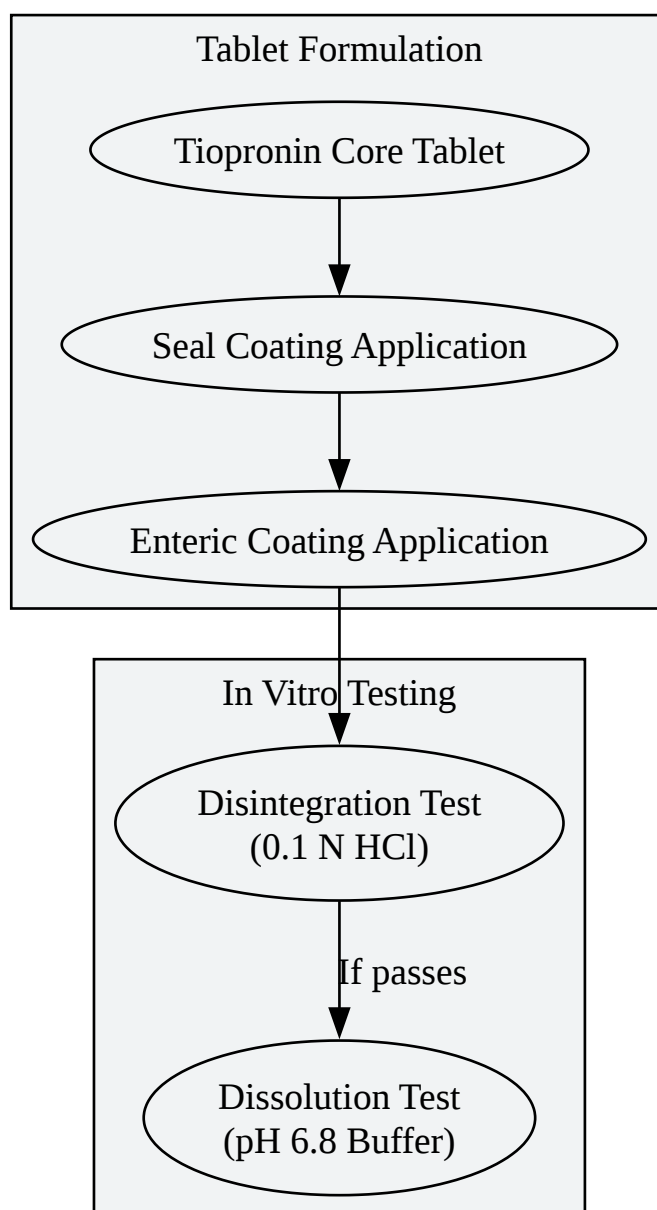 Tablet Formulation
Tiopronin Core Tablet
Seal Coating Application
Enteric Coating Application
In Vitro Testing
Disintegration Test
(0.1 N HCl)
If passes
Dissolution Test
(pH 6.8 Buffer)